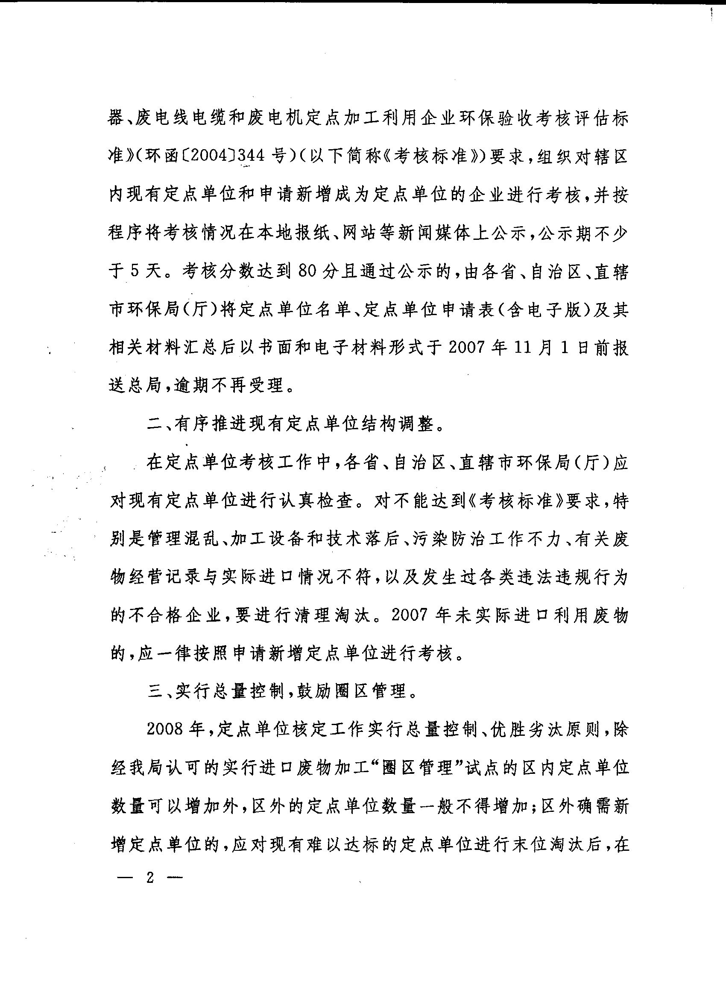 器、废电线电缆和废电机定点加工利用企业环保验收考核评估标
准》(环函〔2004〕344 号)(以下简称《考核标准》)要求,组织对辖区
内现有定点单位和申请新增成为定点单位的企业进行考核,并按
程序将考核情况在本地报纸、网站等新闻媒体上公示,公示期不少
于 5 天。考核分数达到 80 分且通过公示的,由各省、自治区、直辖
市环保局(厅)将定点单位名单、定点单位申请表(含电子版)及其
相关材料汇总后以书面和电子材料形式于 2007 年 11 月 1 日前报
送总局,逾期不再受理。
二、有序推进现有定点单位结构调整。
在定点单位考核工作中,各省、自治区、直辖市环保局(厅)应
对现有定点单位进行认真检查。对不能达到《考核标准》要求,特
别是管理混乱、加工设备和技术落后、污染防治工作不力、有关废
物经营记录与实际进口情况不符,以及发生过各类违法违规行为
的不合格企业,要进行清理淘汰。2007 年未实际进口利用废物
的,应一律按照申请新增定点单位进行考核。
三、实行总量控制,鼓励圈区管理。
2008 年,定点单位核定工作实行总量控制、优胜劣汰原则,除
经我局认可的实行进口废物加工“圈区管理”试点的区内定点单位
数量可以增加外,区外的定点单位数量一般不得增加;区外确需新
增定点单位的,应对现有难以达标的定点单位进行末位淘汰后,在
— 2 —